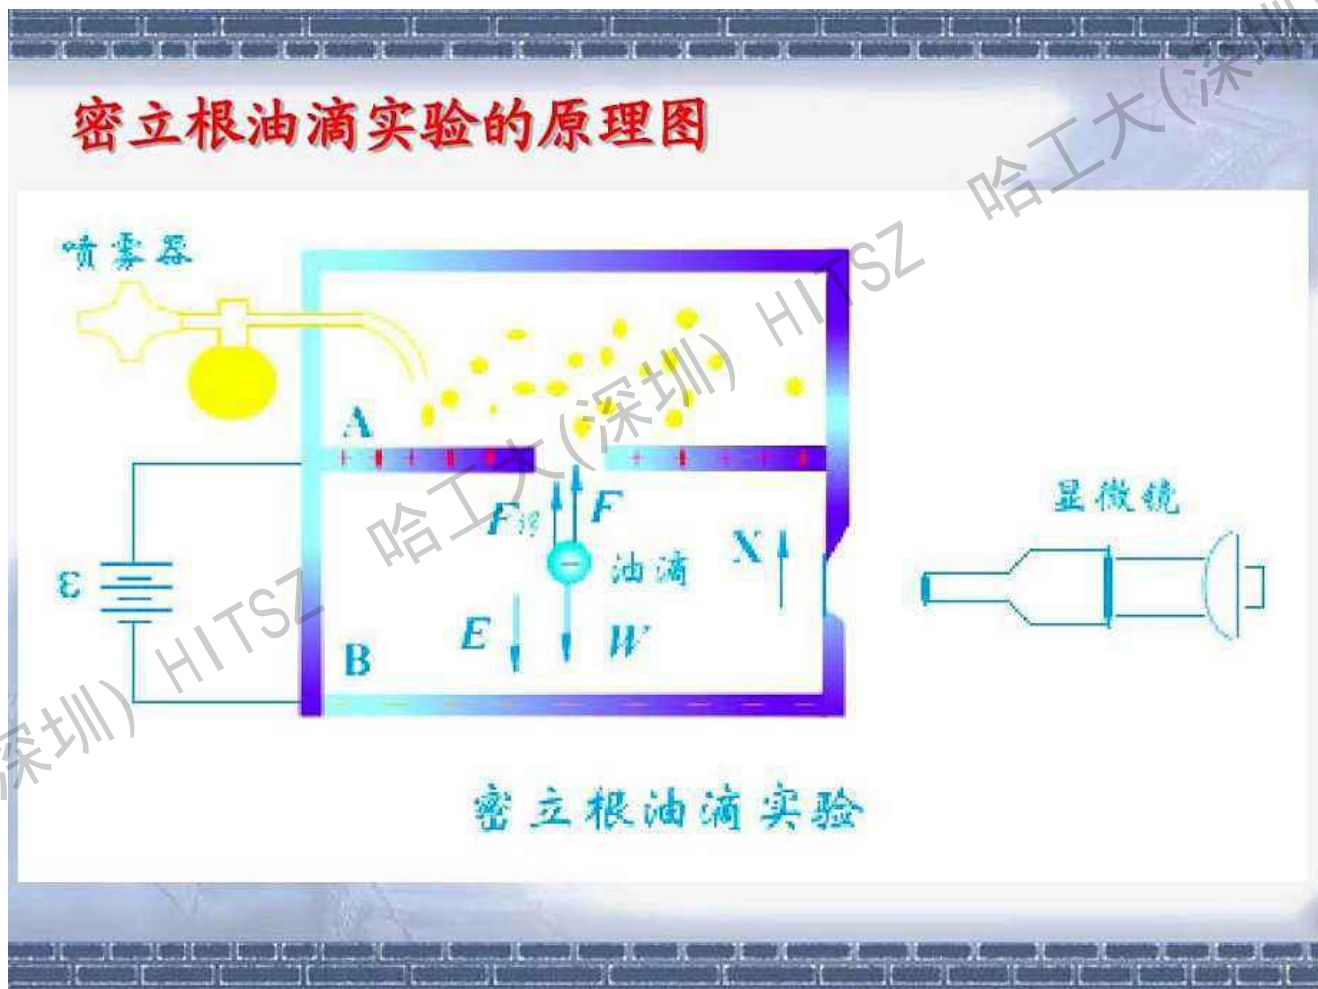 密立根油滴实验的原理图
喷雾器
A
+ + + + +
+ + + + +
F浮
F
油滴
X
显微镜
ε
E
W
B
密立根油滴实验
哈工大(深圳) HITSZ 哈工大(深圳) HITSZ 哈工大(深圳)